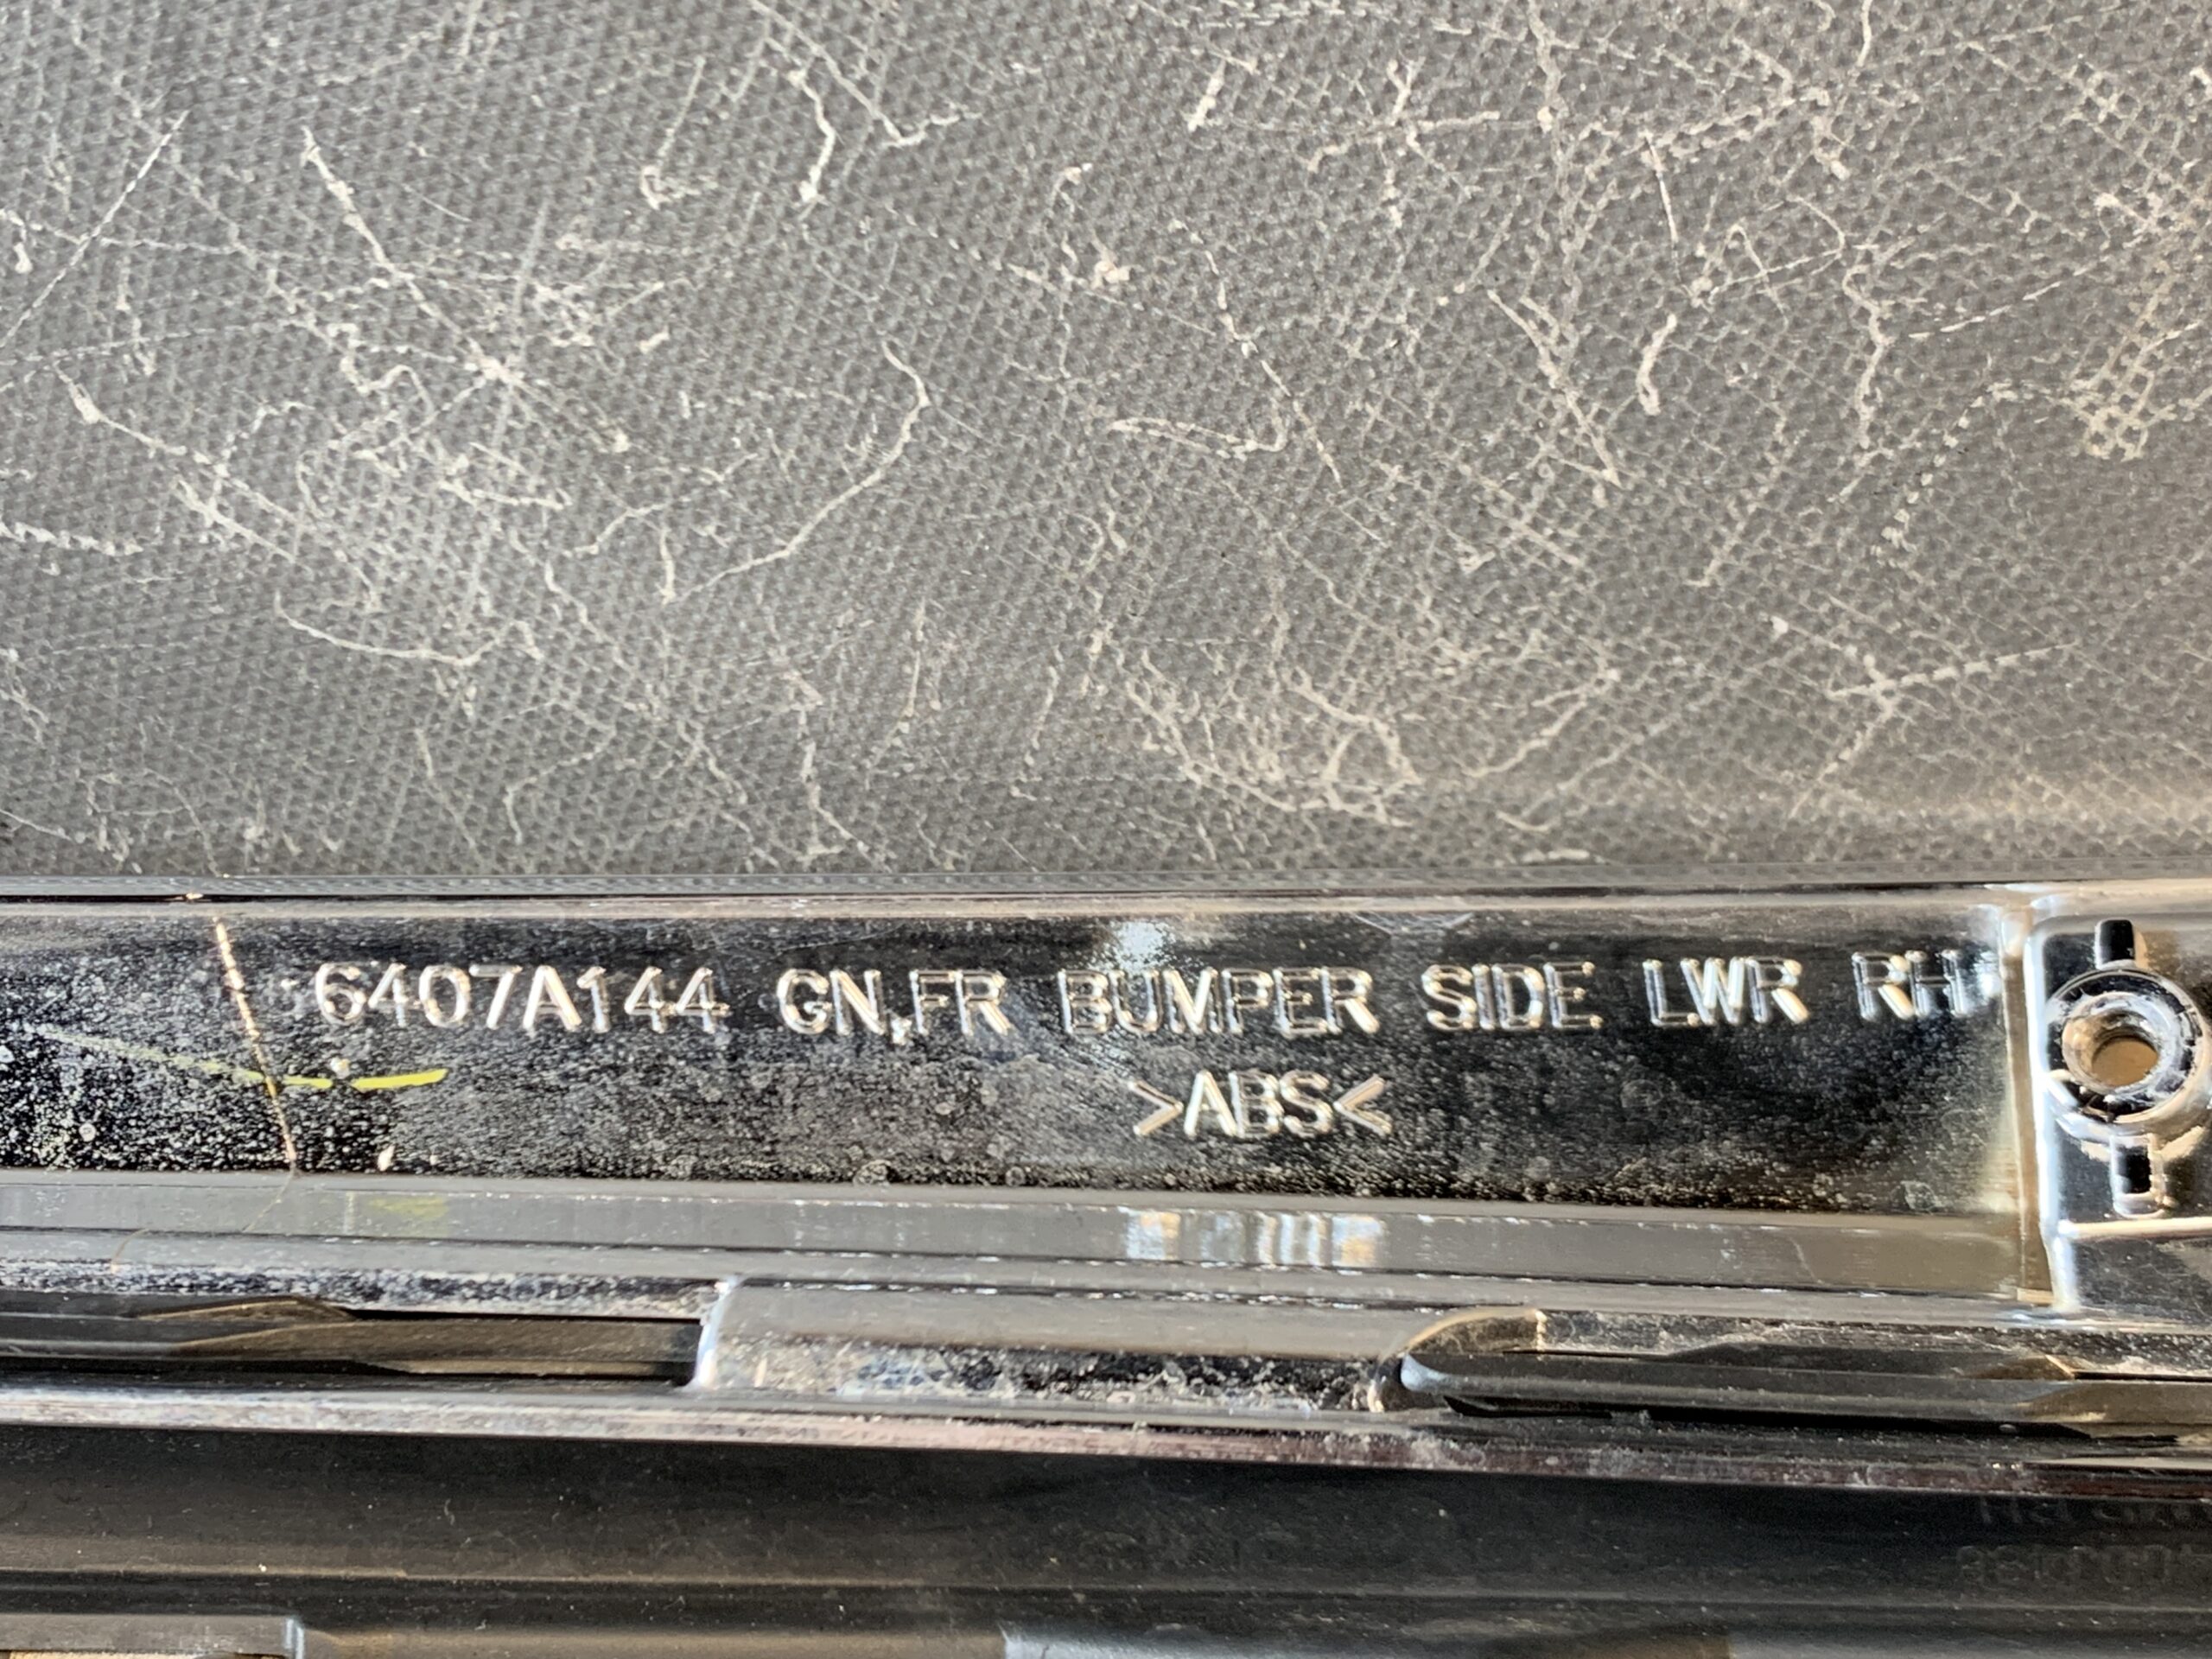 6407A144 GN,FR BUMPER SIDE LWR RH
>ABS<